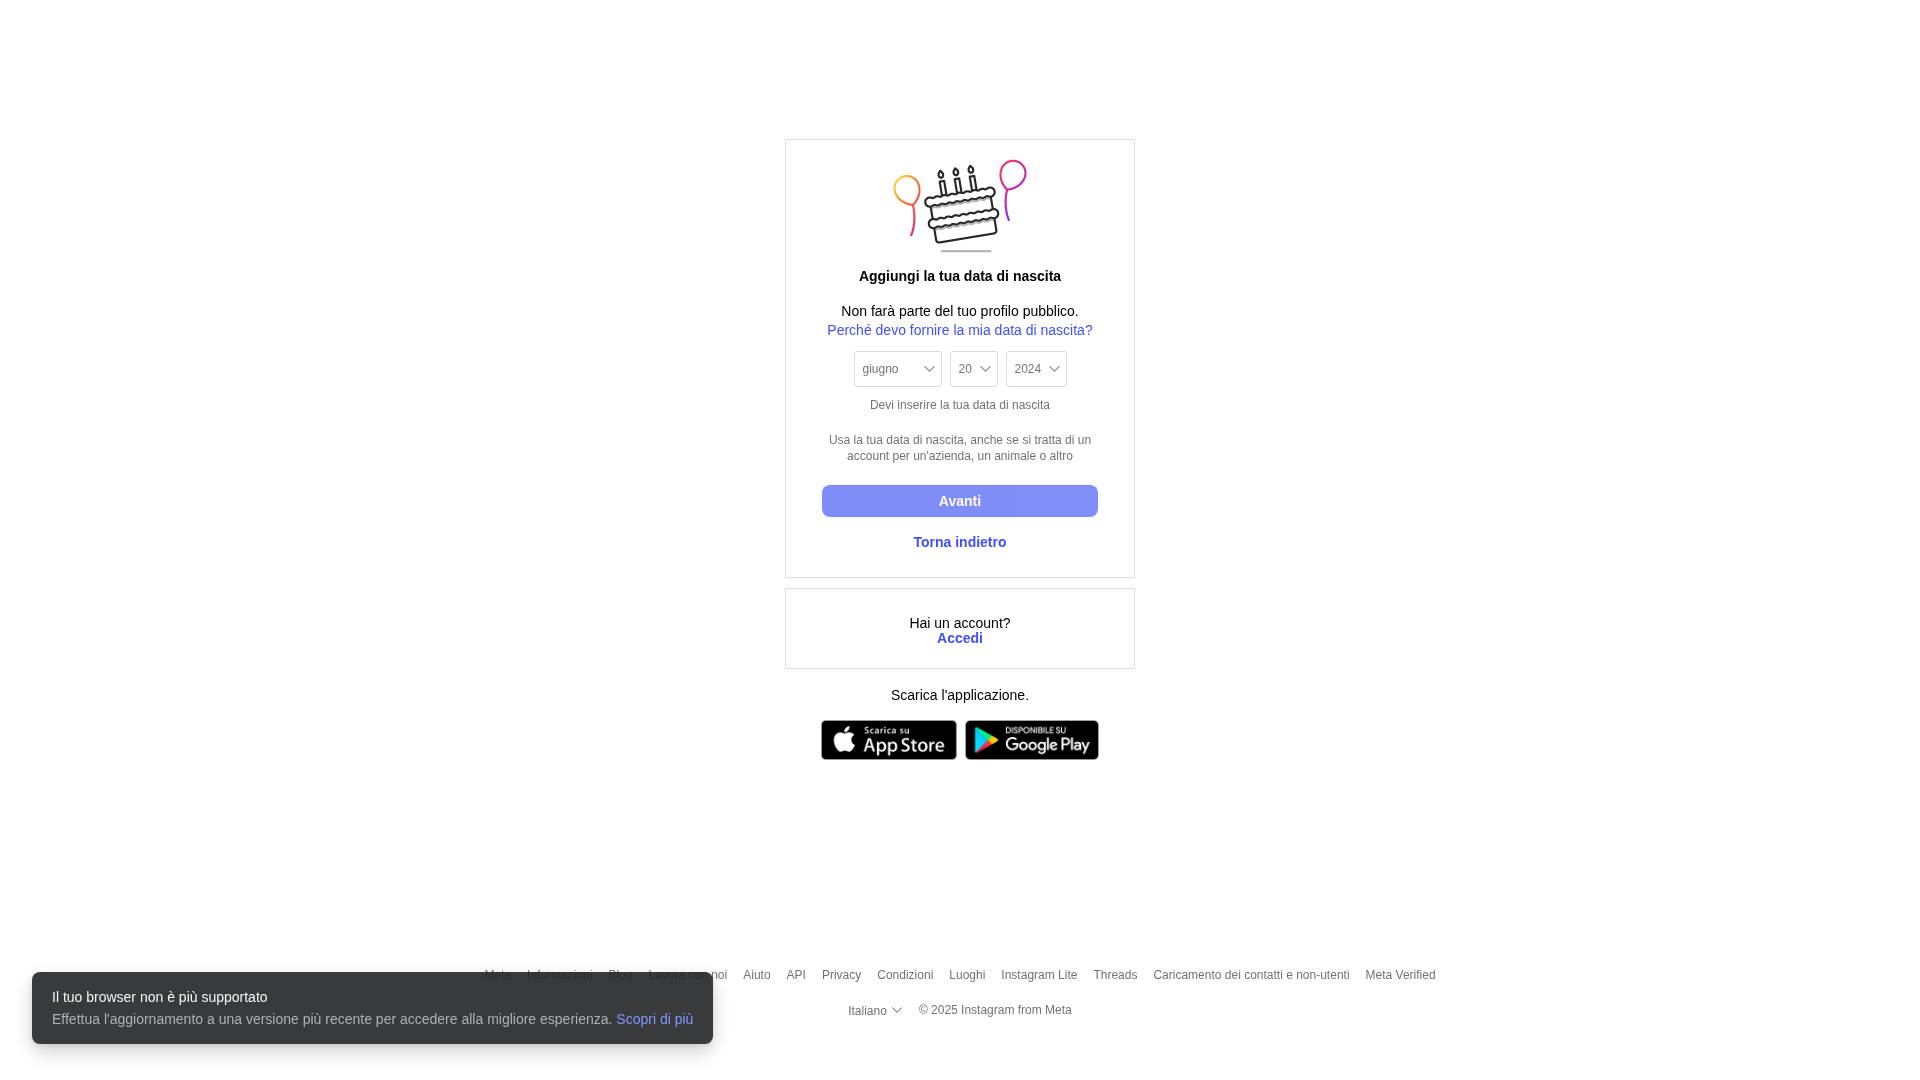 Aggiungi la tua data di nascita
Non farà parte del tuo profilo pubblico.
Perché devo fornire la mia data di nascita?
giugno 20 2024
Devi inserire la tua data di nascita
Usa la tua data di nascita, anche se si tratta di un
account per un'azienda, un animale o altro
Avanti
Torna indietro
Hai un account?
Accedi
Scarica l'applicazione.
Scarica su
App Store
DISPONIBILE SU
Google Play
Meta Informazioni Blog Lavora con noi Aiuto API Privacy Condizioni Luoghi Instagram Lite Threads Caricamento dei contatti e non-utenti Meta Verified
Italiano © 2025 Instagram from Meta
Il tuo browser non è più supportato
Effettua l'aggiornamento a una versione più recente per accedere alla migliore esperienza. Scopri di più